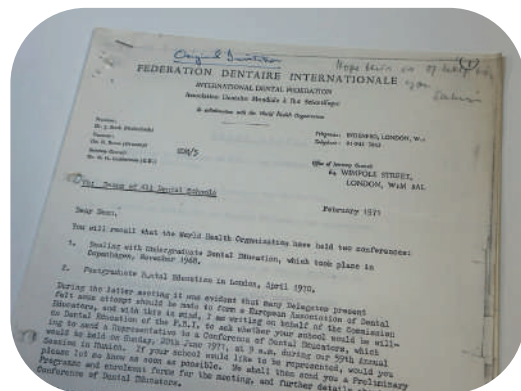 Original Invitation
FEDERATION DENTAIRE INTERNATIONALE
INTERNATIONAL DENTAL FEDERATION
In collaboration with the World Health Organisation
LONDON, W.1
Office of Secretary General:
64, WIMPOLE STREET,
LONDON, W1M 8AL
To: Deans of All Dental Schools
February 1971
Dear Dean,
You will recall that the World Health Organisation have held two conferences:
1. Dealing with Undergraduate Dental Education, which took place in
Copenhagen, November 1968.
2. Postgraduate Dental Education in London, April 1970.
During the latter meeting it was evident that many Delegates present
felt some attempt should be made to form a European Association of Dental
Educators, and with this in mind, I am writing on behalf of the Commission
to Dental Education of the F.D.I. to ask whether your school would be will-
ing to send a Representative to a Conference of Dental Educators, which
would be held on Sunday, 20th June 1971, at 9 a.m. during our 59th Annual
Session in Munich. If your school would like to be represented, would you
please let me know as soon as possible. We shall then send you a Preliminary
Programme and enrolment forms for the meeting, and further details
Conference of Dental Educators.